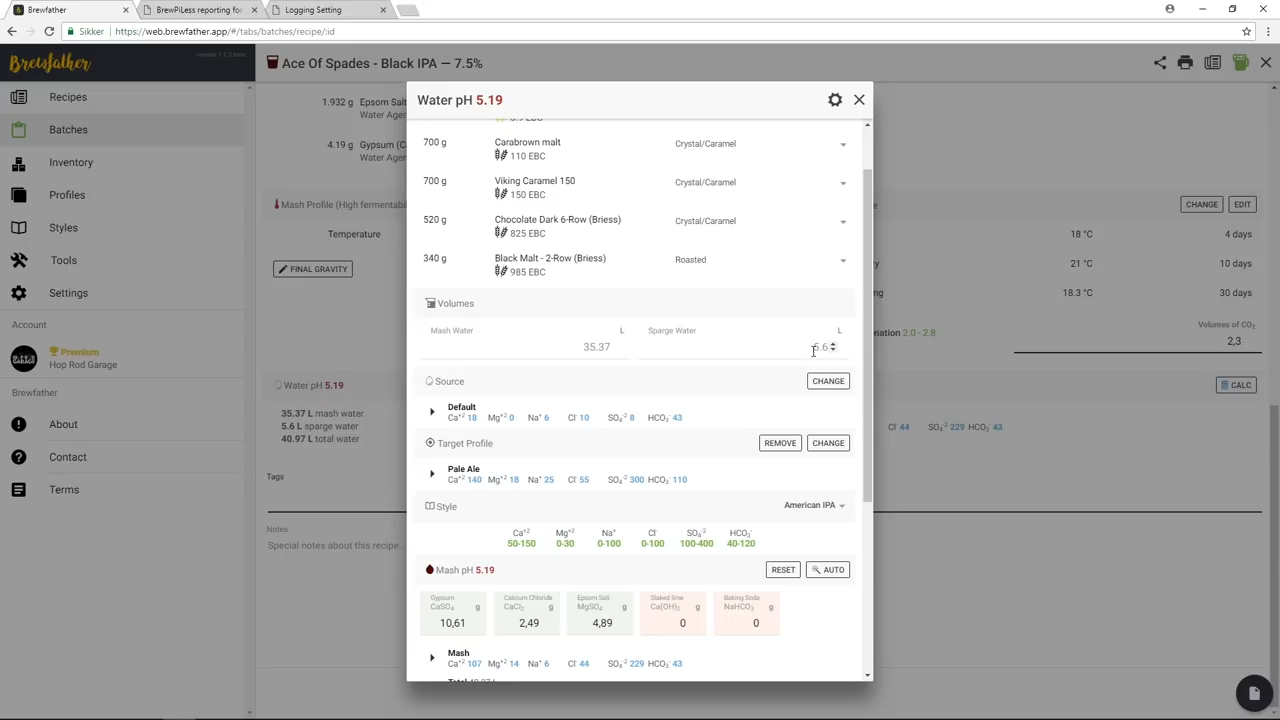 Brewfather
BrewPiLess reporting for
Logging Setting
Sikker
https://web.brewfather.app/#/tabs/batches/recipe/:id
Brewfather
Ace Of Spades - Black IPA — 7.5%
Recipes
Batches
Inventory
Profiles
Styles
Tools
Settings
Account
Premium
Hop Rod Garage
Brewfather
About
Contact
Terms
1.932 g Epsom Salt
Water Agen
4.19 g Gypsum (C
Water Agen
Mash Profile (High fermentabi
CHANGE EDIT
Temperature
18 °C 4 days
21 °C 10 days
18.3 °C 30 days
FINAL GRAVITY
2.0 - 2.8
Volumes of CO2
2,3
Water pH 5.19
CALC
35.37 L mash water
5.6 L sparge water
40.97 L total water
Cl- 44 SO4-2 229 HCO3- 43
Tags
Notes
Special notes about this recipe...
Water pH 5.19
700 g Carabrown malt Crystal/Caramel
110 EBC
700 g Viking Caramel 150 Crystal/Caramel
150 EBC
520 g Chocolate Dark 6-Row (Briess) Crystal/Caramel
825 EBC
340 g Black Malt - 2-Row (Briess) Roasted
985 EBC
Volumes
Mash Water L Sparge Water L
35.37 5.6
Source CHANGE
Default
Ca+2 18 Mg+2 0 Na+ 6 Cl- 10 SO4-2 8 HCO3- 43
Target Profile REMOVE CHANGE
Pale Ale
Ca+2 140 Mg+2 18 Na+ 25 Cl- 55 SO4-2 300 HCO3- 110
Style American IPA
Ca+2 Mg+2 Na+ Cl- SO4-2 HCO3-
50-150 0-30 0-100 0-100 100-400 40-120
Mash pH 5.19 RESET AUTO
Gypsum Calcium Chloride Epsom Salt Slaked lime Baking Soda
CaSO4 g CaCl2 g MgSO4 g Ca(OH)2 g NaHCO3 g
10,61 2,49 4,89 0 0
Mash
Ca+2 107 Mg+2 14 Na+ 6 Cl- 44 SO4-2 229 HCO3- 43